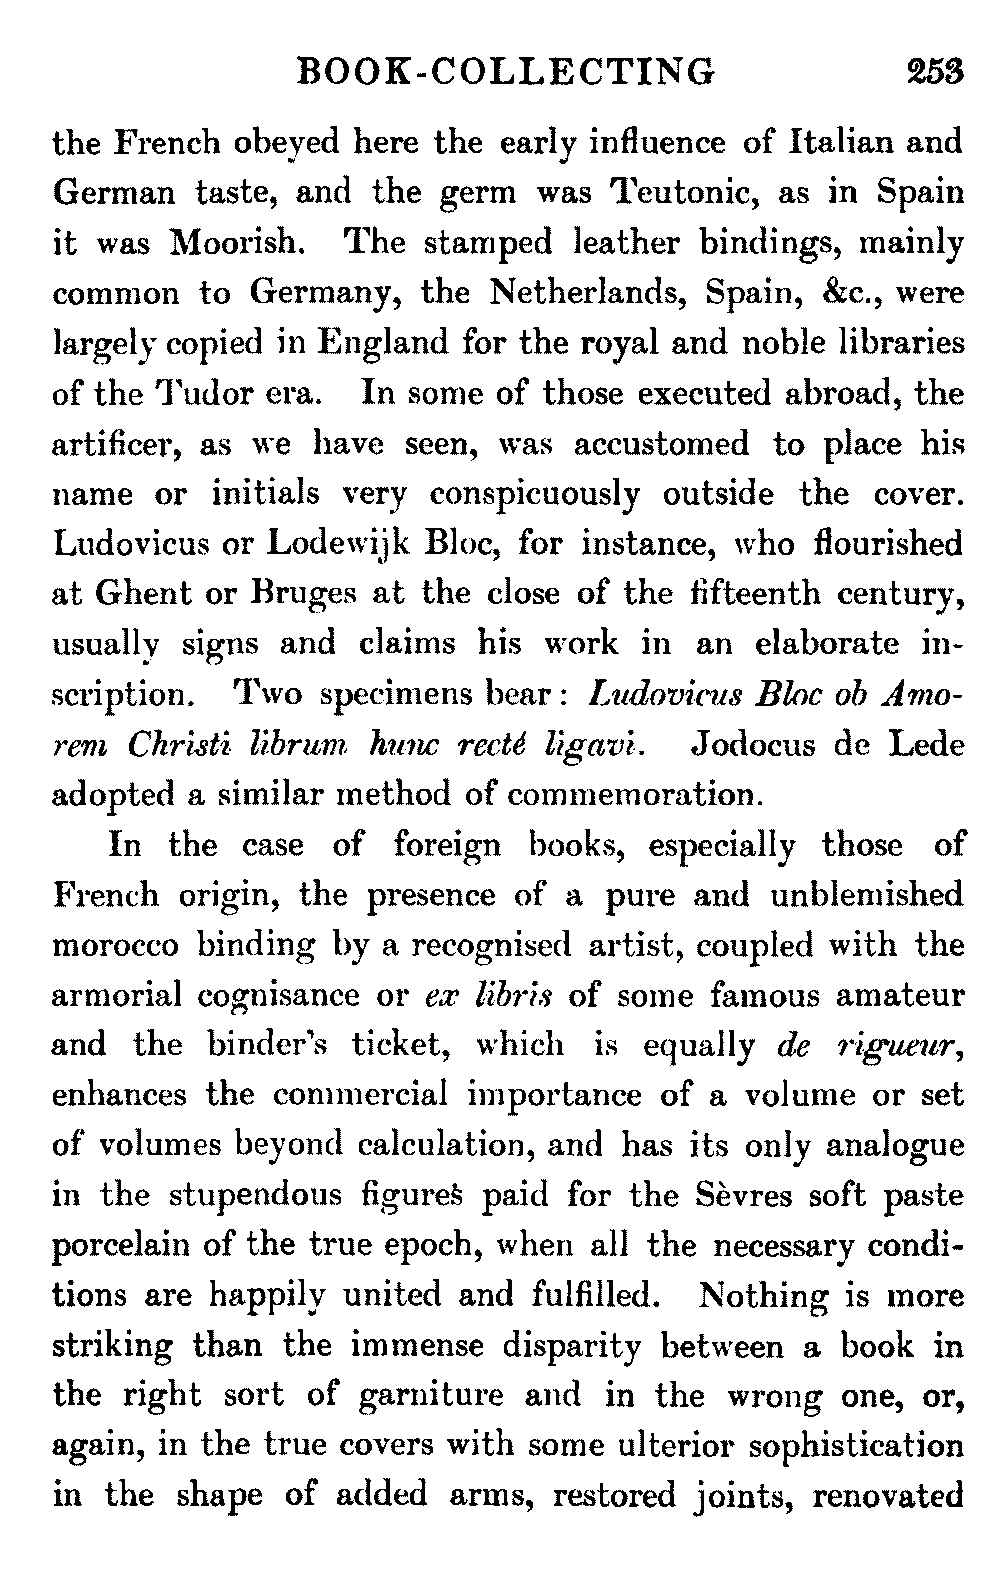 BOOK-COLLECTING 253
the French obeyed here the early influence of Italian and
German taste, and the germ was Teutonic, as in Spain
it was Moorish. The stamped leather bindings, mainly
common to Germany, the Netherlands, Spain, &c., were
largely copied in England for the royal and noble libraries
of the Tudor era. In some of those executed abroad, the
artificer, as we have seen, was accustomed to place his
name or initials very conspicuously outside the cover.
Ludovicus or Lodewijk Bloc, for instance, who flourished
at Ghent or Bruges at the close of the fifteenth century,
usually signs and claims his work in an elaborate in-
scription. Two specimens bear: Ludovicus Bloc ob Amo-
rem Christi librum hunc recté ligavi. Jodocus de Lede
adopted a similar method of commemoration.
In the case of foreign books, especially those of
French origin, the presence of a pure and unblemished
morocco binding by a recognised artist, coupled with the
armorial cognisance or ex libris of some famous amateur
and the binder's ticket, which is equally de rigueur,
enhances the commercial importance of a volume or set
of volumes beyond calculation, and has its only analogue
in the stupendous figures paid for the Sèvres soft paste
porcelain of the true epoch, when all the necessary condi-
tions are happily united and fulfilled. Nothing is more
striking than the immense disparity between a book in
the right sort of garniture and in the wrong one, or,
again, in the true covers with some ulterior sophistication
in the shape of added arms, restored joints, renovated